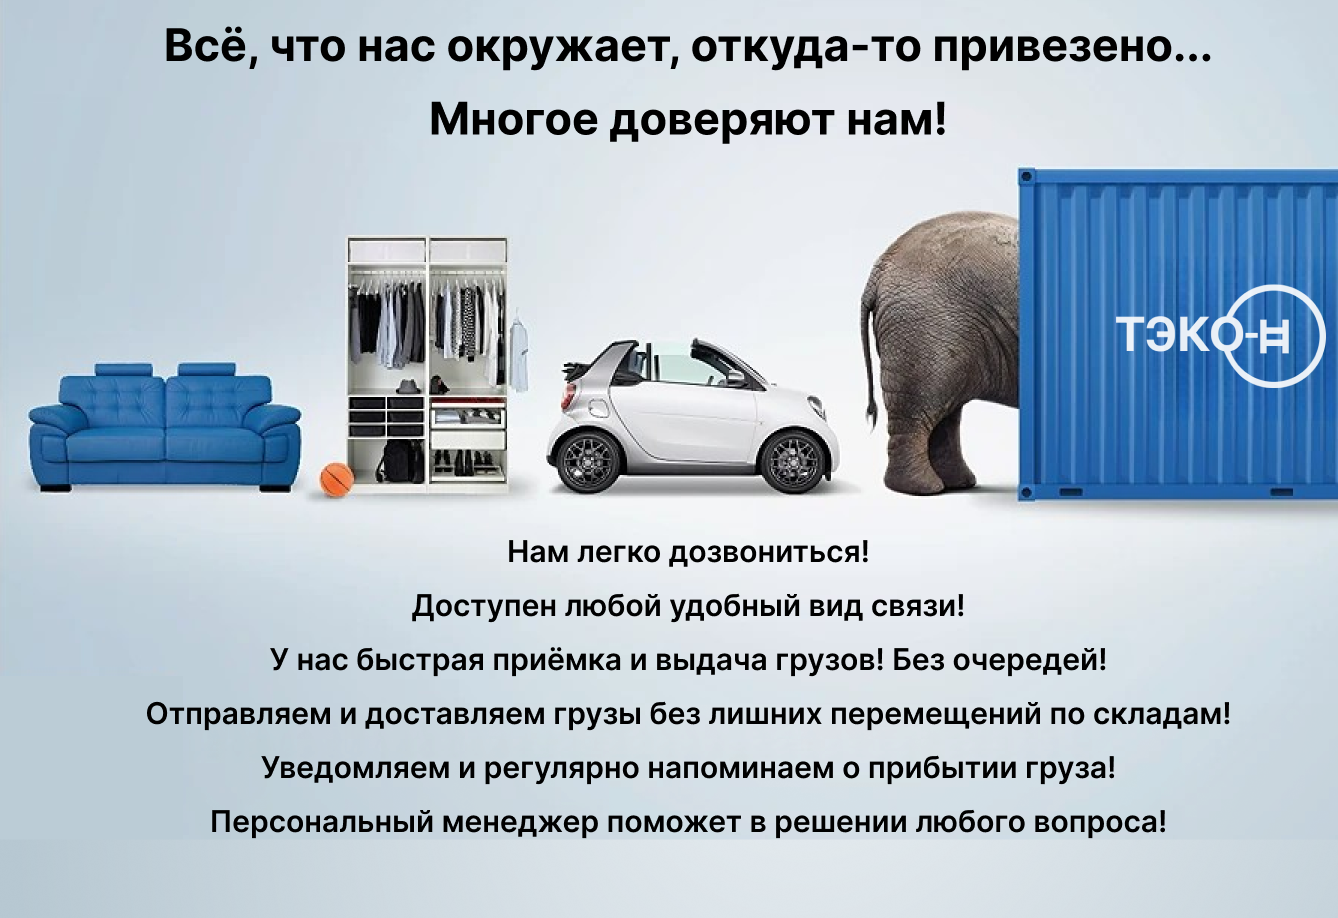 Всё, что нас окружает, откуда-то привезено...
Многое доверяют нам!
ТЭКО-Н
Нам легко дозвониться!
Доступен любой удобный вид связи!
У нас быстрая приёмка и выдача грузов! Без очередей!
Отправляем и доставляем грузы без лишних перемещений по складам!
Уведомляем и регулярно напоминаем о прибытии груза!
Персональный менеджер поможет в решении любого вопроса!